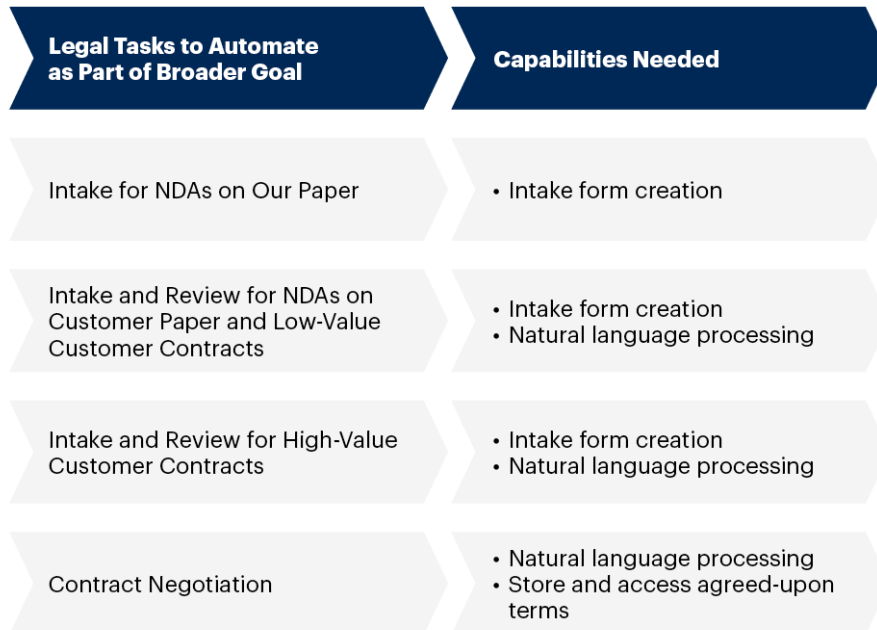 Legal Tasks to Automate
as Part of Broader Goal
Capabilities Needed
Intake for NDAs on Our Paper
• Intake form creation
Intake and Review for NDAs on
Customer Paper and Low-Value
Customer Contracts
• Intake form creation
• Natural language processing
Intake and Review for High-Value
Customer Contracts
• Intake form creation
• Natural language processing
Contract Negotiation
• Natural language processing
• Store and access agreed-upon
terms